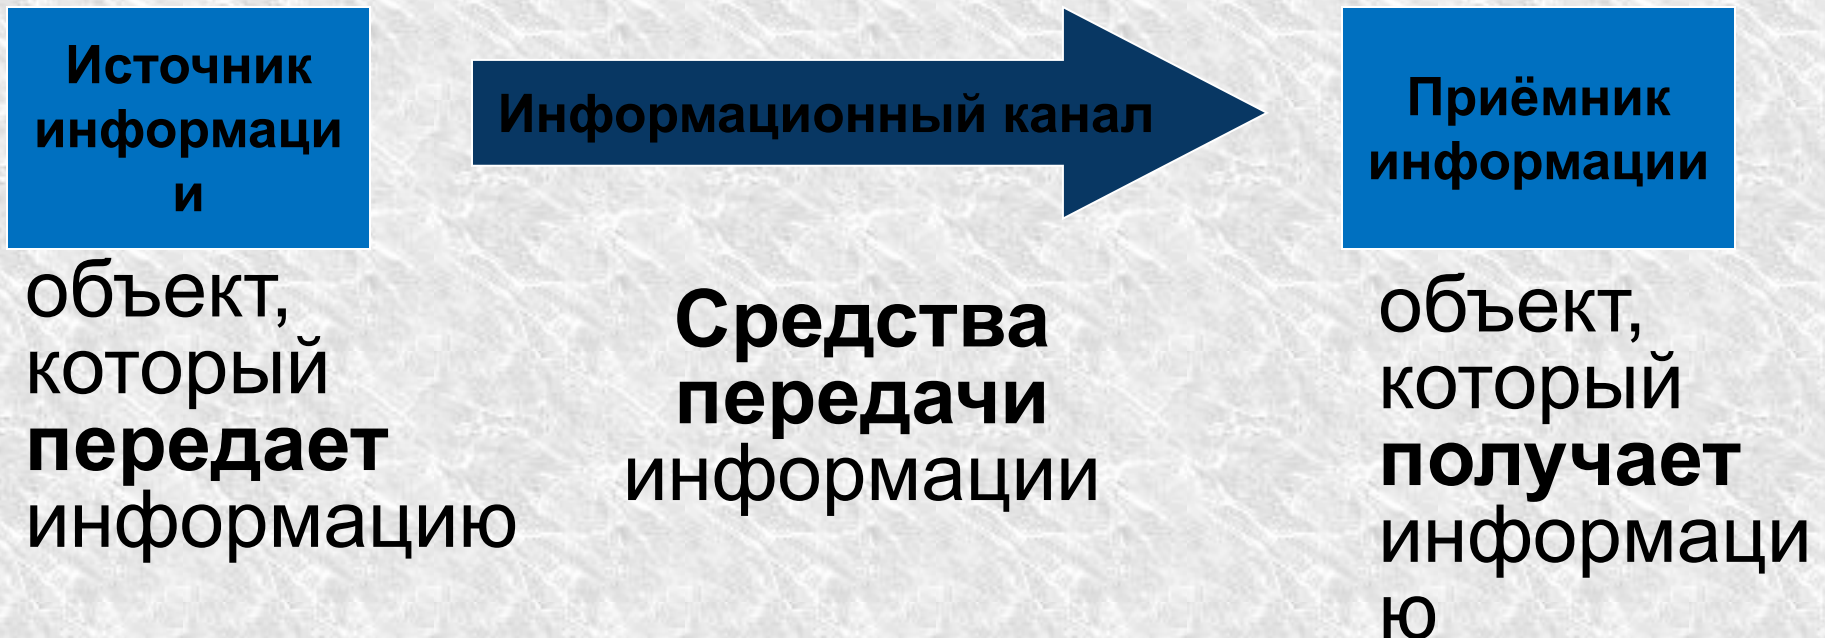 Источник
информаци
и
Информационный канал
Приёмник
информации
объект,
который
передает
информацию
Средства
передачи
информации
объект,
который
получает
информаци
ю